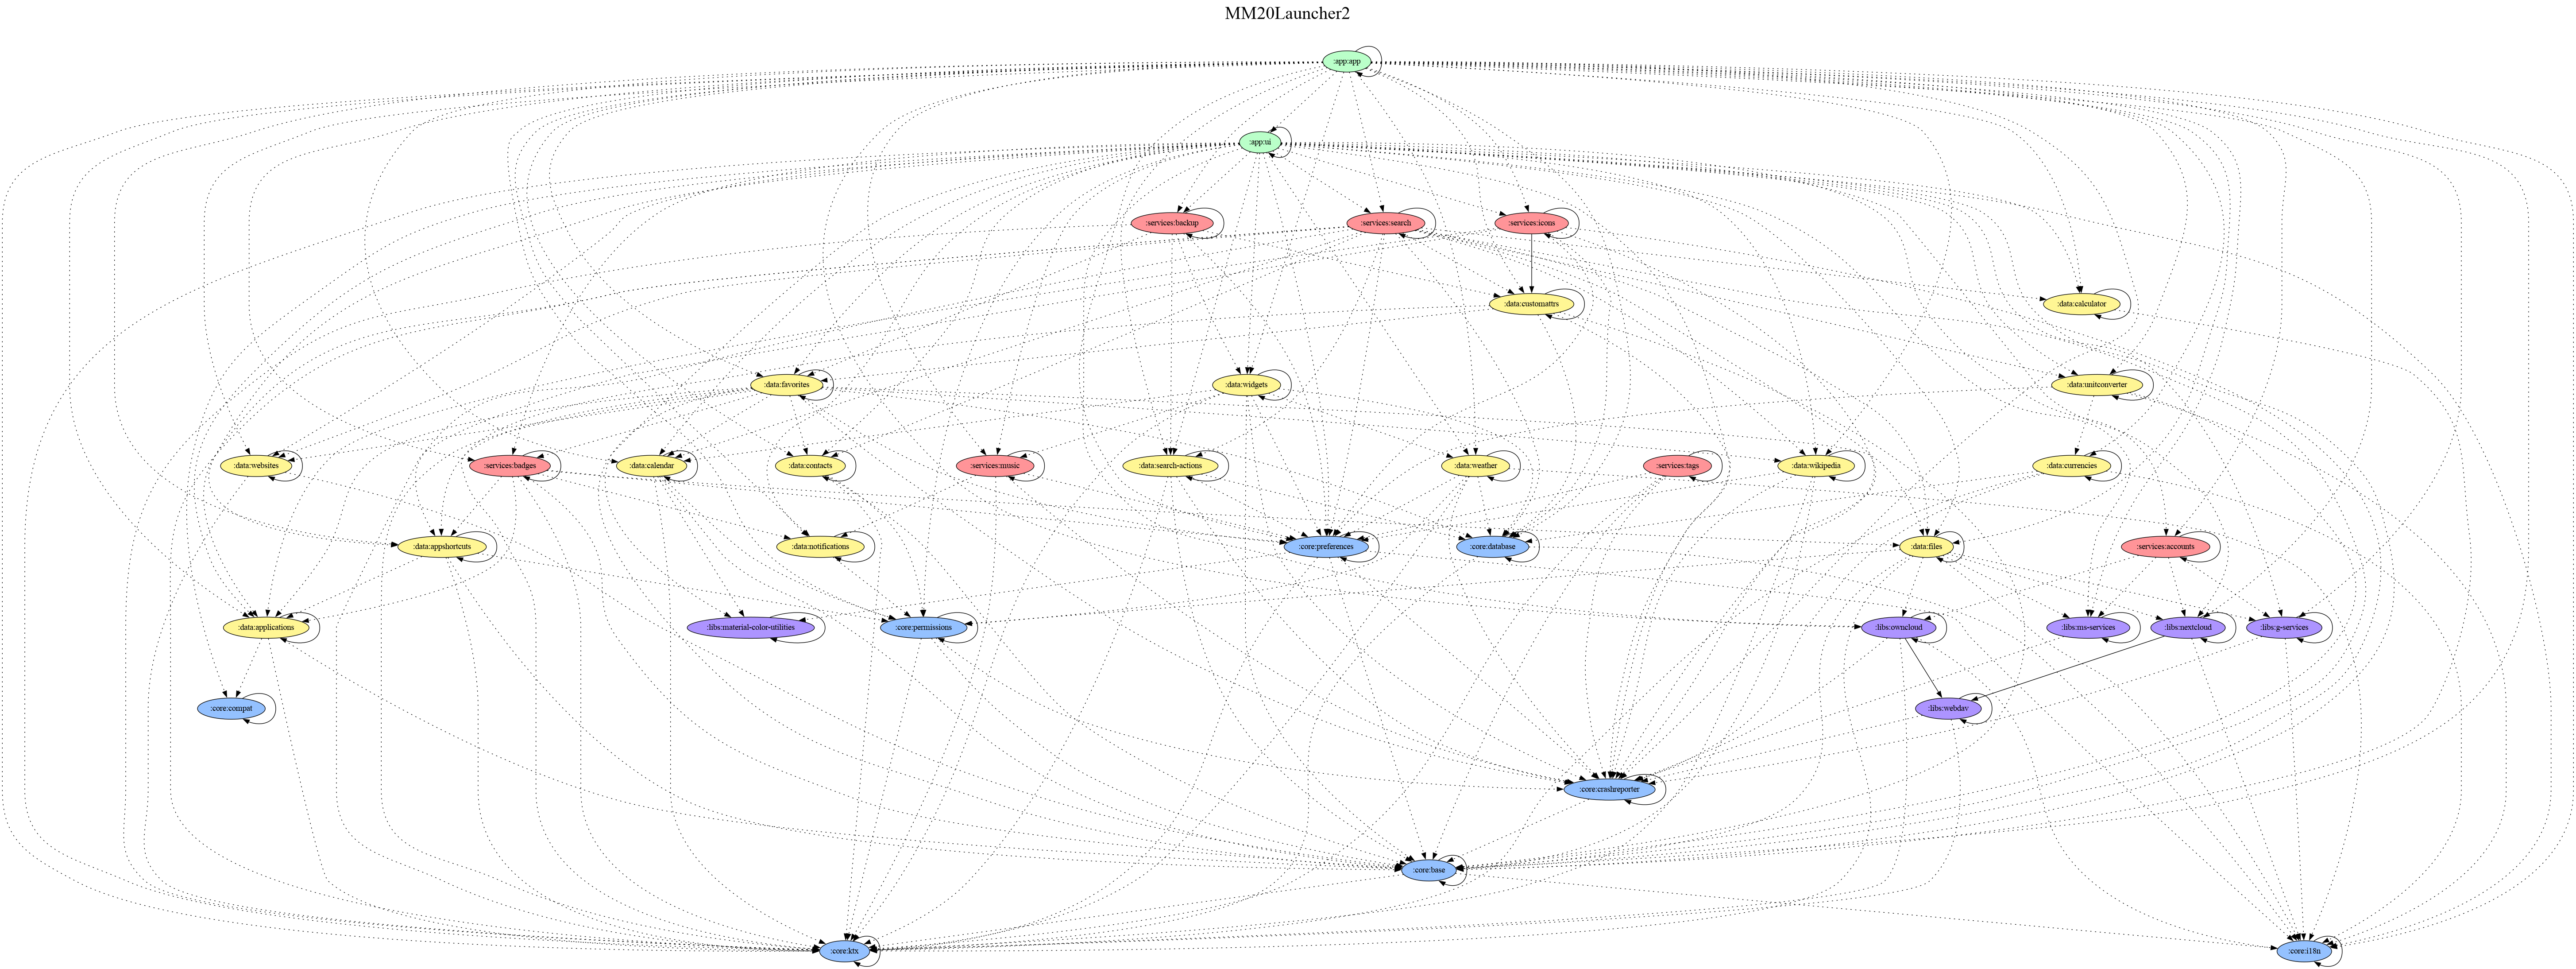 MM20Launcher2
:app:app
:app:ui
:services:backup
:services:search
:services:icons
:data:customattrs
:data:calculator
:data:favorites
:data:widgets
:data:unitconverter
:data:websites
:services:badges
:data:calendar
:data:contacts
:services:music
:data:search-actions
:data:weather
:services:tags
:data:wikipedia
:data:currencies
:data:appshortcuts
:data:notifications
:core:preferences
:core:database
:data:files
:services:accounts
:data:applications
:libs:material-color-utilities
:core:permissions
:libs:owncloud
:libs:ms-services
:libs:nextcloud
:libs:g-services
:core:compat
:libs:webdav
:core:crashreporter
:core:base
:core:ktx
:core:i18n